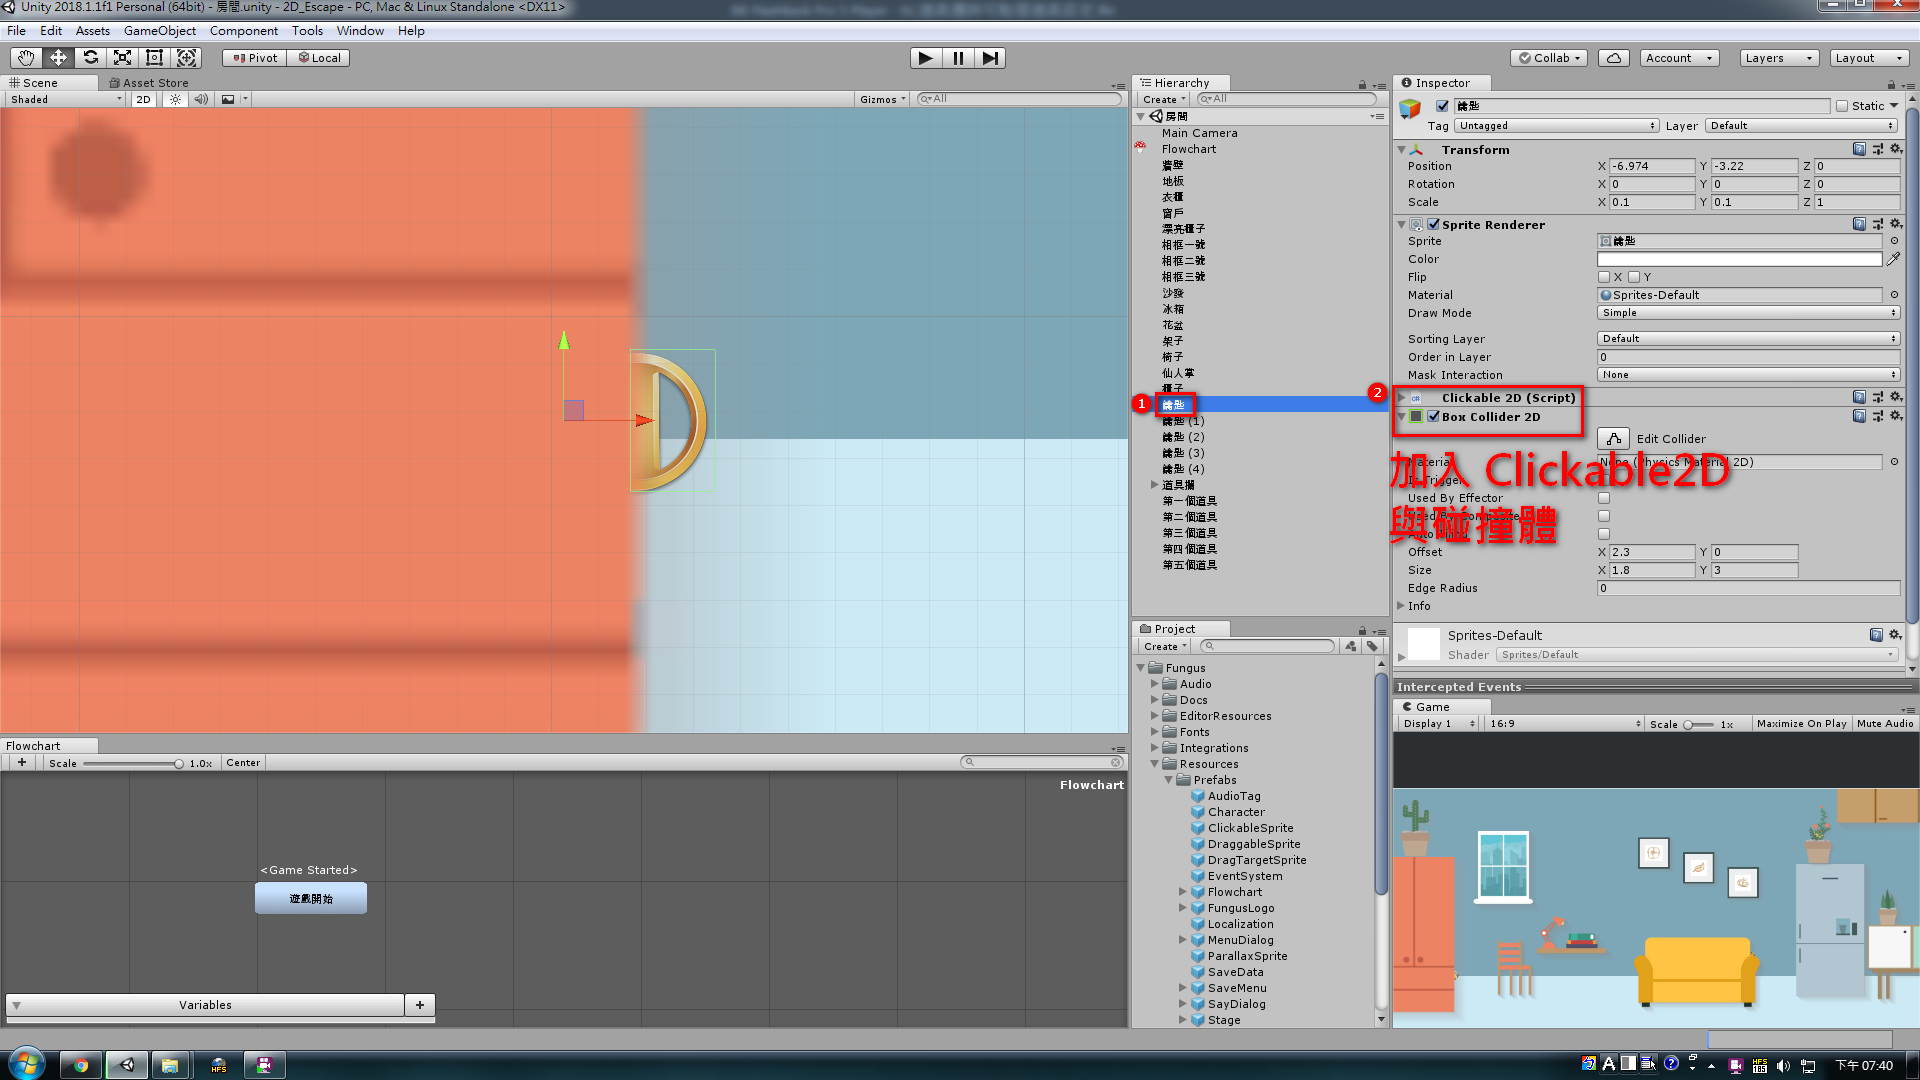 Unity 2018.1.1f1 Personal (64bit) - 房間.unity - 2D_Escape - PC, Mac & Linux Standalone <DX11>
File Edit Assets GameObject Component Tools Window Help
Pivot Local
Collab Account Layers Layout
Scene Asset Store
Shaded 2D Gizmos All
Hierarchy
Create All
房間
Main Camera
Flowchart
牆壁
地板
衣櫃
窗戶
漂亮櫃子
相框一號
相框二號
相框三號
沙發
冰箱
花盆
架子
椅子
仙人掌
櫃子
1
鑰匙
鑰匙 (1)
鑰匙 (2)
鑰匙 (3)
鑰匙 (4)
道具欄
第一個道具
第二個道具
第三個道具
第四個道具
第五個道具
Inspector
鑰匙 Static
Tag Untagged Layer Default
Transform
Position X -6.974 Y -3.22 Z 0
Rotation X 0 Y 0 Z 0
Scale X 0.1 Y 0.1 Z 1
Sprite Renderer
Sprite 鑰匙
Color
Flip X Y
Material Sprites-Default
Draw Mode Simple
Sorting Layer Default
Order in Layer 0
Mask Interaction None
2
Clickable 2D (Script)
Box Collider 2D
Edit Collider
Material None (Physics Material 2D)
加入 Clickable2D
Is Trigger
Used By Effector
與碰撞體
Offset X 2.3 Y 0
Size X 1.8 Y 3
Edge Radius 0
Info
Sprites-Default
Shader Sprites/Default
Intercepted Events
Game
Display 1 16:9 Scale 1x Maximize On Play Mute Audio
Project
Create
Fungus
Audio
Docs
EditorResources
Fonts
Integrations
Resources
Prefabs
AudioTag
Character
ClickableSprite
DraggableSprite
DragTargetSprite
EventSystem
Flowchart
FungusLogo
Localization
MenuDialog
ParallaxSprite
SaveData
SaveMenu
SayDialog
Stage
Flowchart
+ Scale 1.0x Center
Flowchart
<Game Started>
遊戲開始
Variables +
下午 07:40